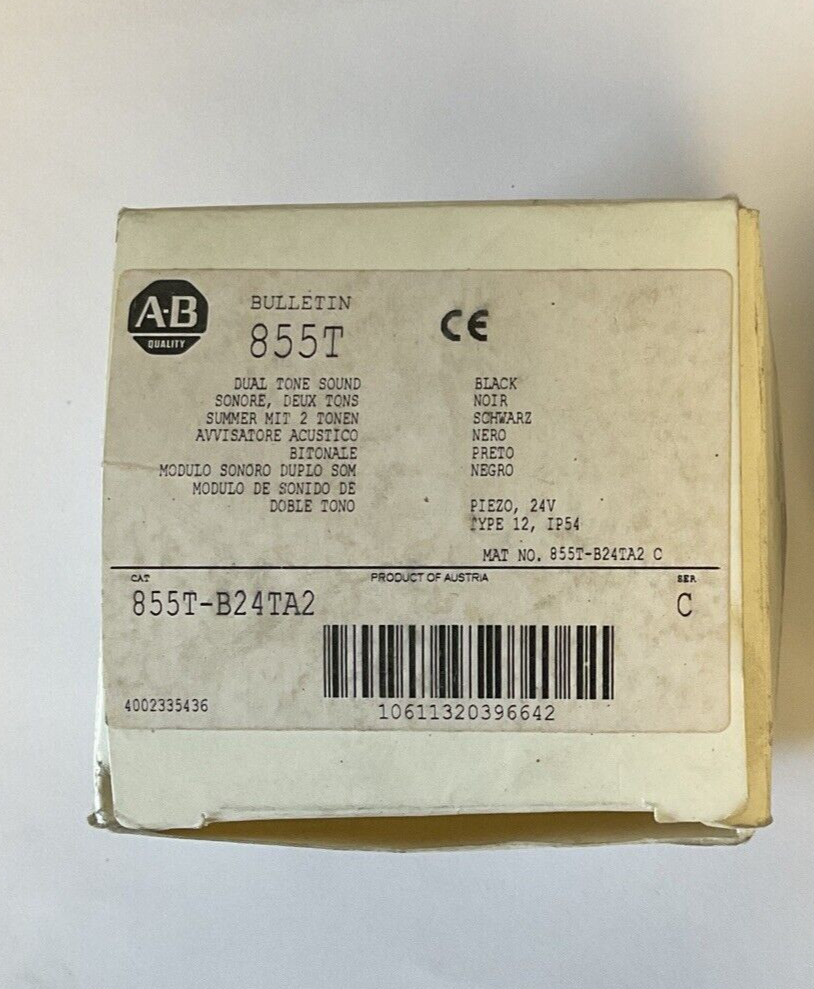 A-B
QUALITY
BULLETIN
855T
CE
DUAL TONE SOUND
SONORE, DEUX TONS
SUMMER MIT 2 TONEN
AVVISATORE ACUSTICO
BITONALE
MODULO SONORO DUPLO SOM
MODULO DE SONIDO DE
DOBLE TONO
BLACK
NOIR
SCHWARZ
NERO
PRETO
NEGRO
PIEZO, 24V
TYPE 12, IP54
MAT NO. 855T-B24TA2 C
CAT
PRODUCT OF AUSTRIA
SER
855T-B24TA2
C
4002335436
10611320396642